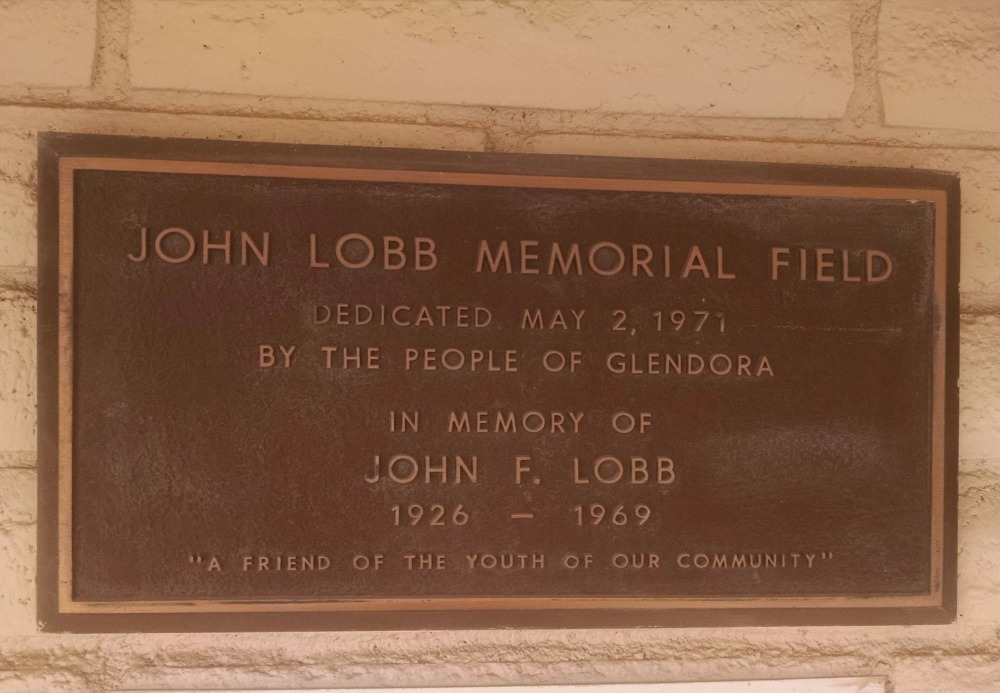 JOHN LOBB MEMORIAL FIELD
DEDICATED MAY 2, 1971
BY THE PEOPLE OF GLENDORA
IN MEMORY OF
JOHN F. LOBB
1926 – 1969
"A FRIEND OF THE YOUTH OF OUR COMMUNITY"